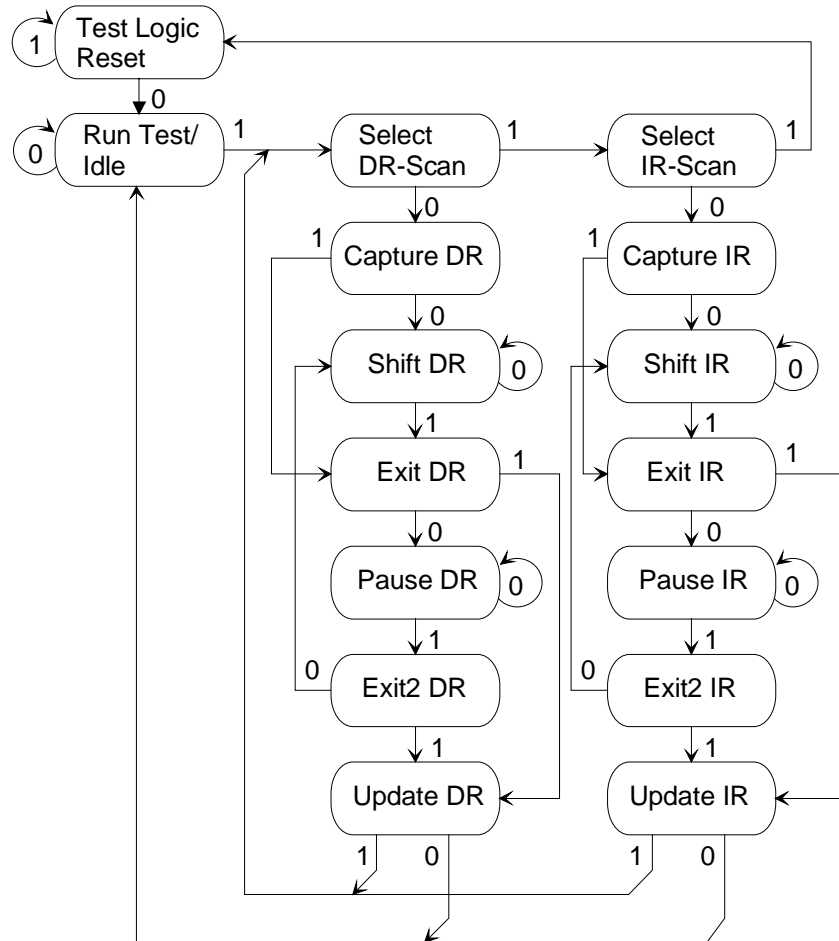 Test Logic
Reset
1
0
Run Test/
Idle
0
1
Select
DR-Scan
1
Select
IR-Scan
1
0
0
1
Capture DR
1
Capture IR
0
0
Shift DR
0
Shift IR
0
1
1
Exit DR
1
Exit IR
1
0
0
Pause DR
0
Pause IR
0
1
1
0
Exit2 DR
0
Exit2 IR
1
1
Update DR
Update IR
1
0
1
0